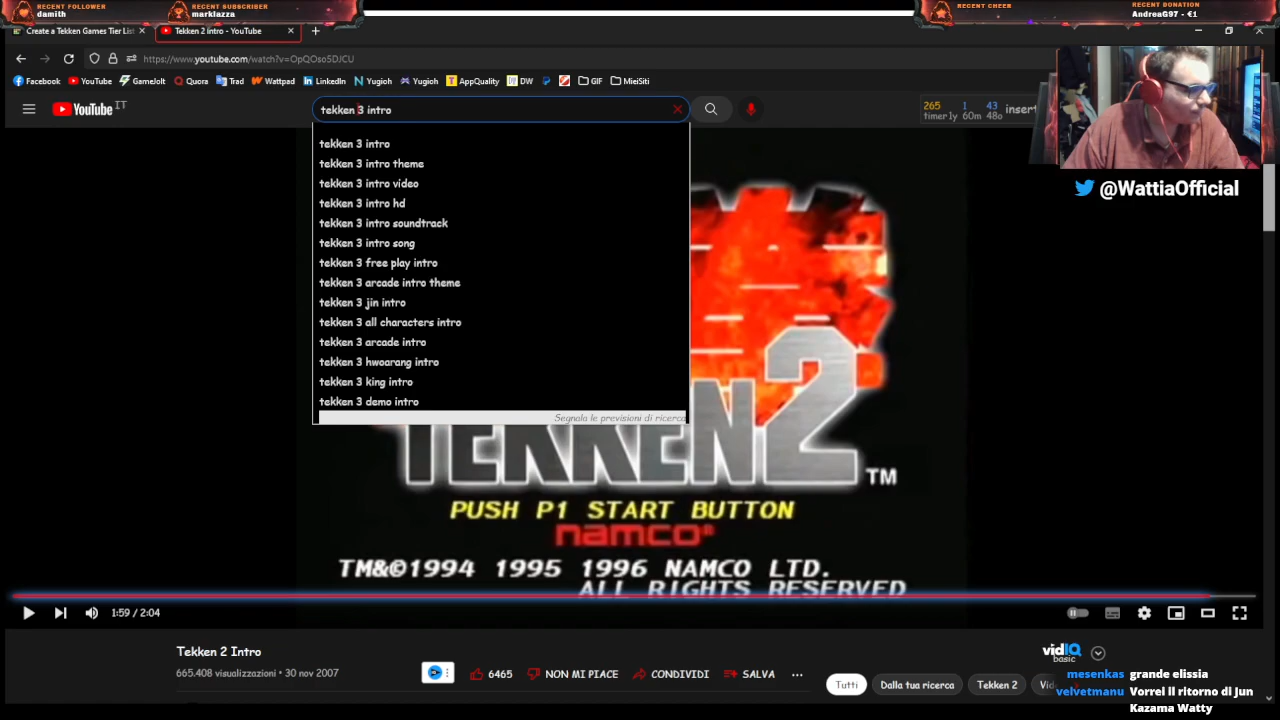 RECENT FOLLOWER
damith
RECENT SUBSCRIBER
marklazza
RECENT CHEER
RECENT DONATION
AndreaG97 - €1
Create a Tekken Games Tier List
Tekken 2 Intro - YouTube
https://www.youtube.com/watch?v=OpQOso5DJCU
Facebook
YouTube
GameJolt
Quora
Trad
Wattpad
LinkedIn
Yugioh
Yugioh
AppQuality
DW
GIF
MieiSiti
YouTube IT
tekken 3 intro
265 1 43
timer1y 60m 48o
insert
tekken 3 intro
tekken 3 intro theme
tekken 3 intro video
tekken 3 intro hd
tekken 3 intro soundtrack
tekken 3 intro song
tekken 3 free play intro
tekken 3 arcade intro theme
tekken 3 jin intro
tekken 3 all characters intro
tekken 3 arcade intro
tekken 3 hwoarang intro
tekken 3 king intro
tekken 3 demo intro
Segnala le previsioni di ricerca
@WattiaOfficial
TEKKEN 2 TM
PUSH P1 START BUTTON
namco®
TM&©1994 1995 1996 NAMCO LTD.
ALL RIGHTS RESERVED
1:59 / 2:04
Tekken 2 Intro
665.408 visualizzazioni • 30 nov 2007
6465
NON MI PIACE
CONDIVIDI
SALVA
vidIQ
basic
Tutti
Dalla tua ricerca
Tekken 2
mesenkas grande elissia
velvetmanu Vorrei il ritorno di Jun
Kazama Watty